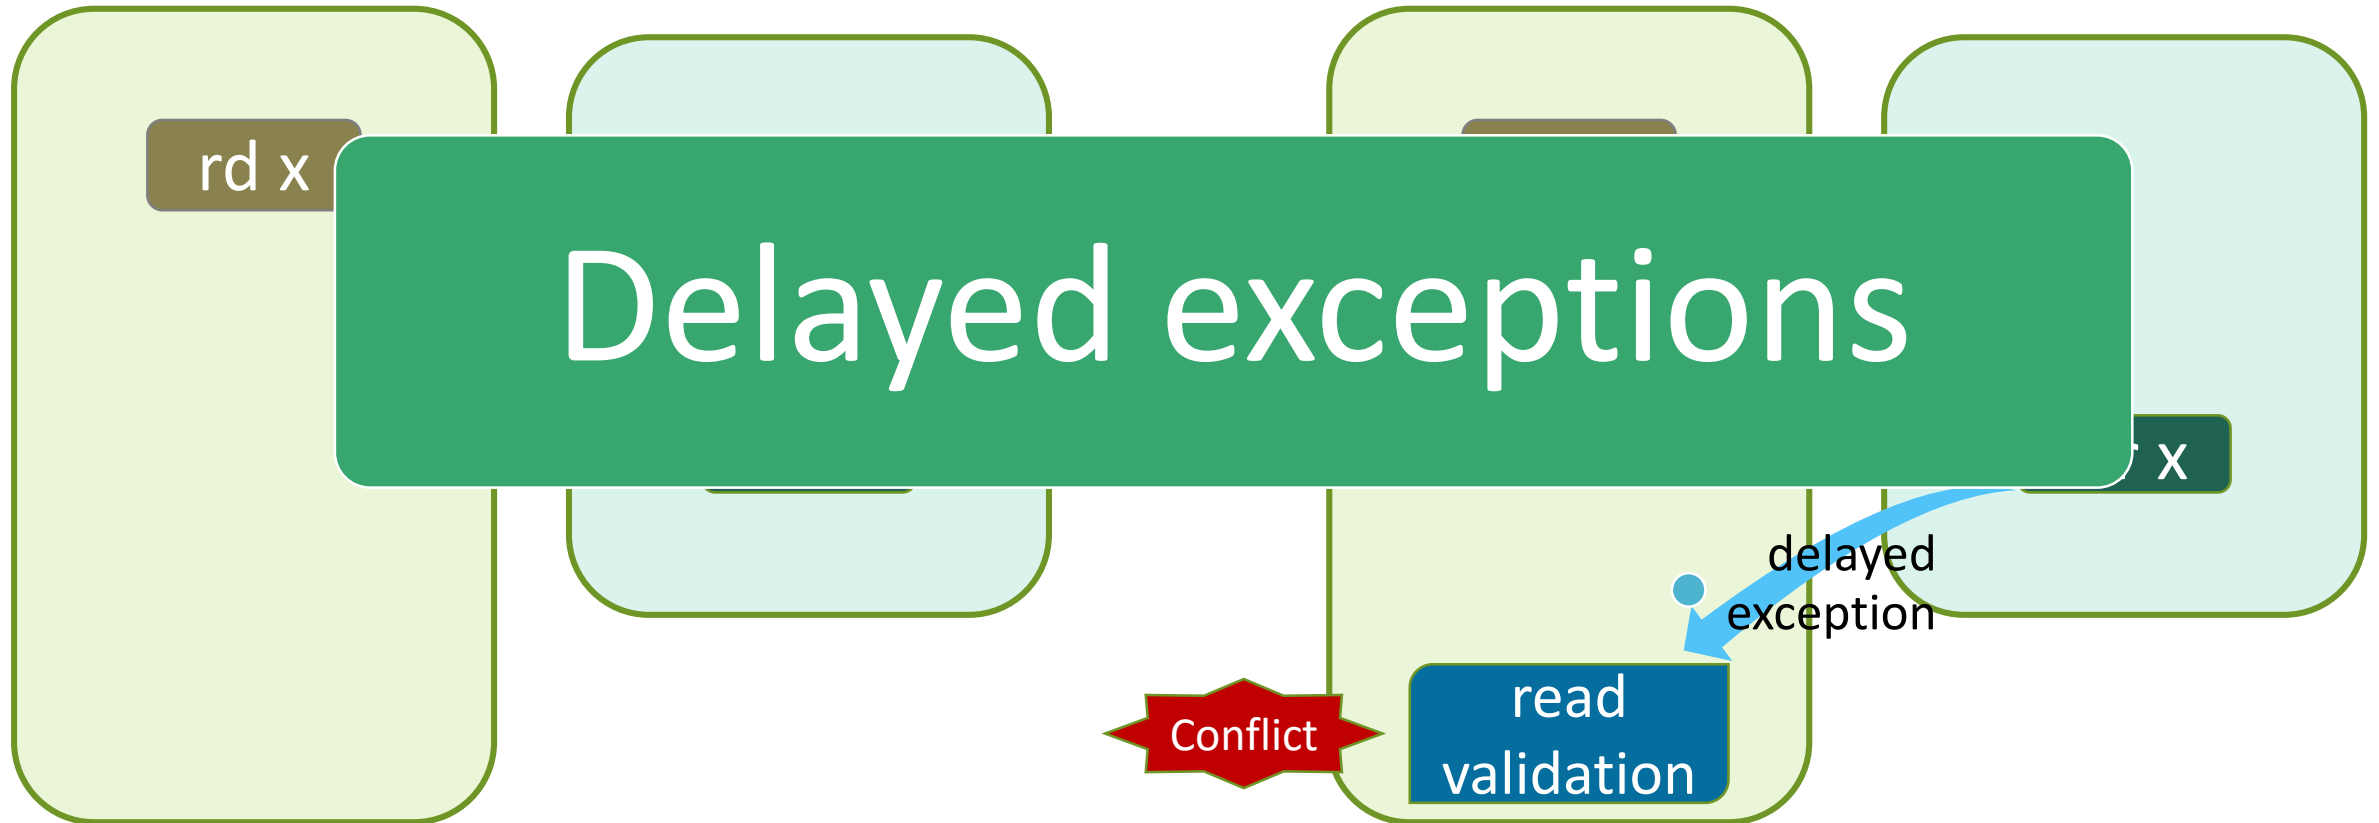 rd x
Delayed exceptions
x
delayed
exception
read
validation
Conflict